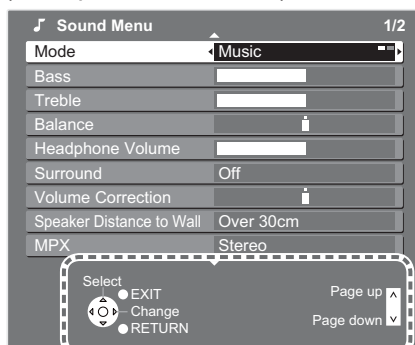 Sound Menu 1/2
Mode Music
Bass
Treble
Balance
Headphone Volume
Surround Off
Volume Correction
Speaker Distance to Wall Over 30cm
MPX Stereo
Select
EXIT
Change
RETURN
Page up
Page down